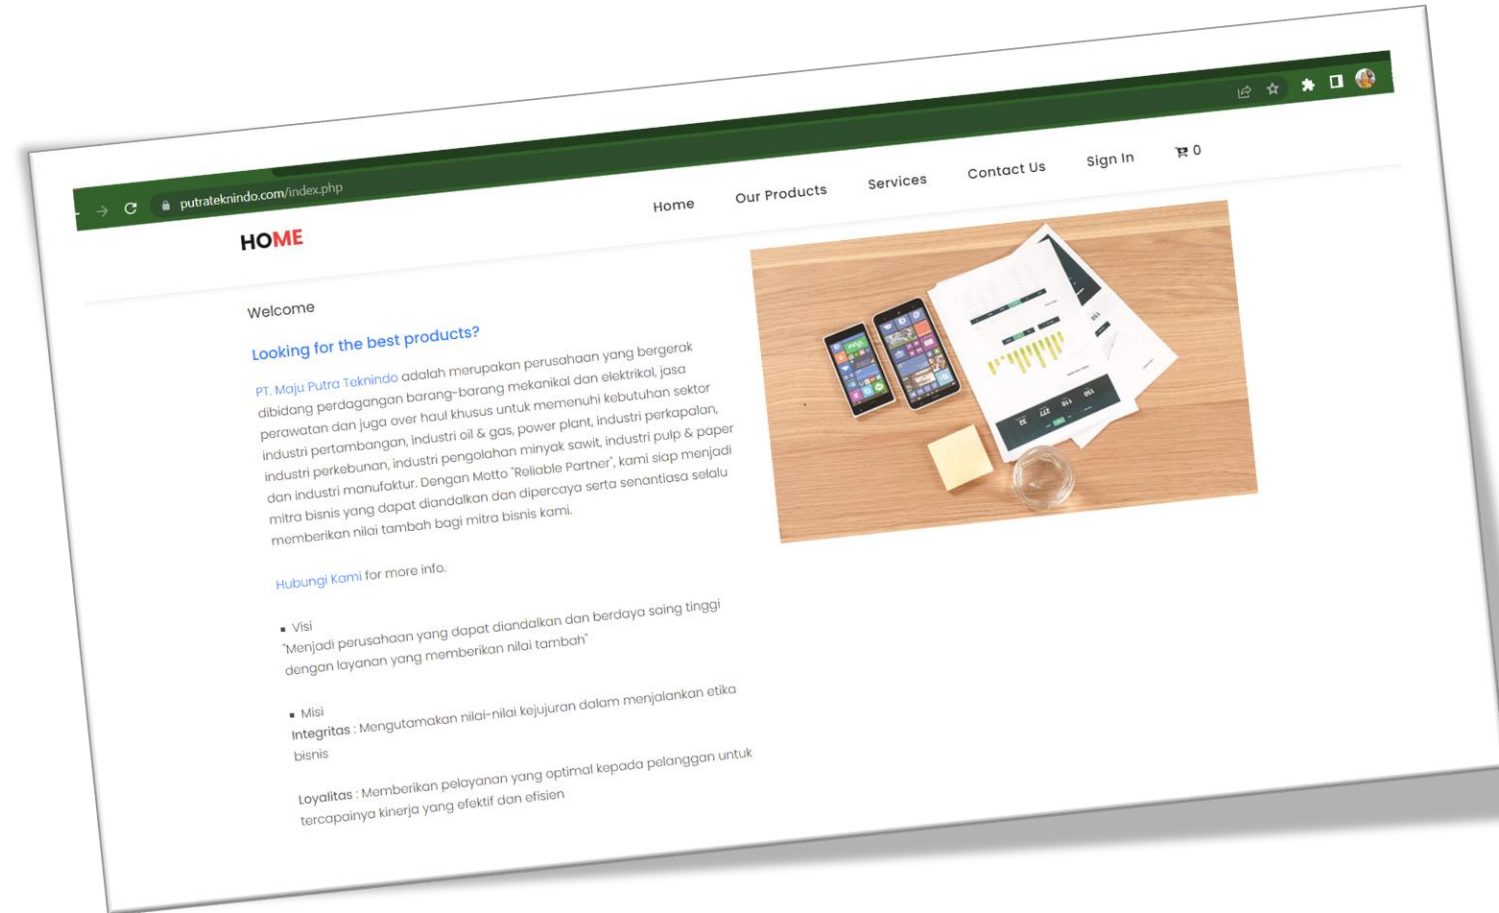 putrateknindo.com/index.php
HOME
Home
Our Products
Services
Contact Us
Sign In
0
Welcome
Looking for the best products?
PT. Maju Putra Teknindo adalah merupakan perusahaan yang bergerak
dibidang perdagangan barang-barang mekanikal dan elektrikal, jasa
perawatan dan juga over haul khusus untuk memenuhi kebutuhan sektor
industri pertambangan, industri oil & gas, power plant, industri perkapalan,
industri perkebunan, industri pengolahan minyak sawit, industri pulp & paper
dan industri manufaktur. Dengan Motto "Reliable Partner", kami siap menjadi
mitra bisnis yang dapat diandalkan dan dipercaya serta senantiasa selalu
memberikan nilai tambah bagi mitra bisnis kami.
Hubungi Kami for more info.
▪ Visi
"Menjadi perusahaan yang dapat diandalkan dan berdaya saing tinggi
dengan layanan yang memberikan nilai tambah"
▪ Misi
Integritas : Mengutamakan nilai-nilai kejujuran dalam menjalankan etika
bisnis
Loyalitas : Memberikan pelayanan yang optimal kepada pelanggan untuk
tercapainya kinerja yang efektif dan efisien
150
110
277
32
150